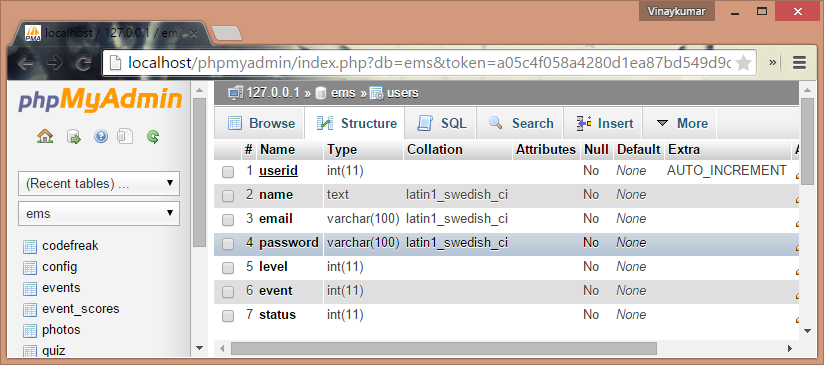 Vinaykumar
localhost / 127.0.0.1 / em
localhost/phpmyadmin/index.php?db=ems&token=a05c4f058a4280d1ea87bd549d9c
phpMyAdmin
127.0.0.1 » ems » users
Browse Structure SQL Search Insert More
# Name Type Collation Attributes Null Default Extra
1 userid int(11) No None AUTO_INCREMENT
2 name text latin1_swedish_ci No None
3 email varchar(100) latin1_swedish_ci No None
4 password varchar(100) latin1_swedish_ci No None
5 level int(11) No None
6 event int(11) No None
7 status int(11) No None
(Recent tables) ...
ems
codefreak
config
events
event_scores
photos
quiz